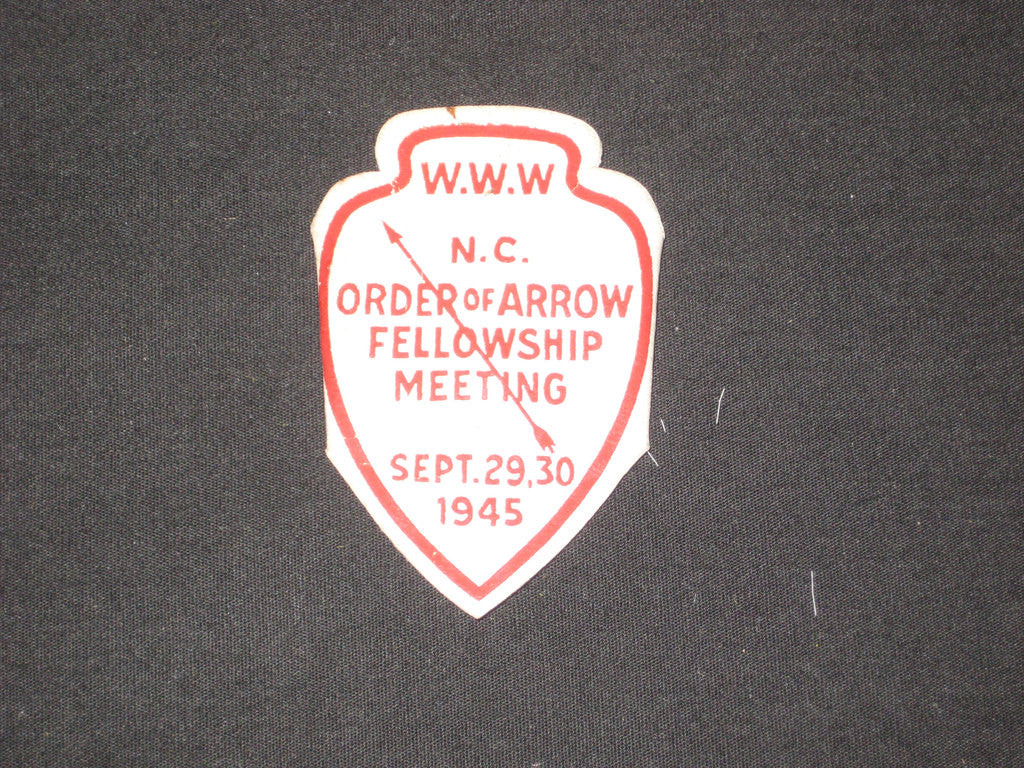 W.W.W
N.C.
ORDER OF ARROW
FELLOWSHIP
MEETING
SEPT. 29, 30
1945